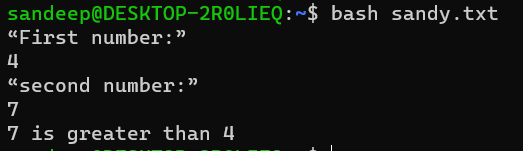 sandeep@DESKTOP-2R0LIEQ:~$ bash sandy.txt
“First number:”
4
“second number:”
7
7 is greater than 4